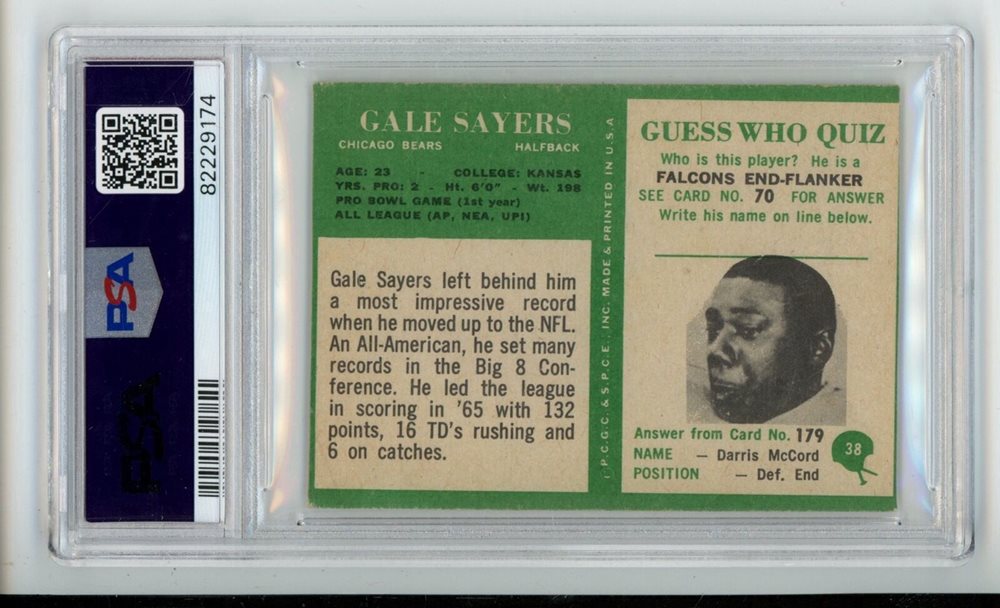 82229174
PSA
PSA
GALE SAYERS
CHICAGO BEARS HALFBACK
AGE: 23 - COLLEGE: KANSAS
YRS. PRO: 2 - Ht. 6'0" - Wt. 198
PRO BOWL GAME (1st year)
ALL LEAGUE (AP, NEA, UPI)
Gale Sayers left behind him
a most impressive record
when he moved up to the NFL.
An All-American, he set many
records in the Big 8 Con-
ference. He led the league
in scoring in '65 with 132
points, 16 TD's rushing and
6 on catches.
P.C.G.C. & S.P.C.E., INC. MADE & PRINTED IN U.S.A
GUESS WHO QUIZ
Who is this player? He is a
FALCONS END-FLANKER
SEE CARD NO. 70 FOR ANSWER
Write his name on line below.
Answer from Card No. 179
NAME – Darris McCord
POSITION – Def. End
38